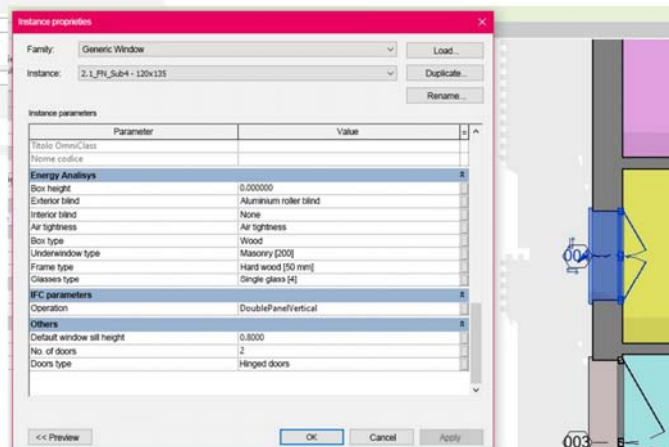 Instance proprieties
Family: Generic Window Load...
Instance: 2.1_FN_Sub4 - 120x135 Duplicate...
Rename...
Instance parameters
Parameter Value =
Titolo OmniClass
Nome codice
Energy Analisys
Box height 0.000000
Exterior blind Aluminium roller blind
Interior blind None
Air tightness Air tightness
Box type Wood
Underwindow type Masonry [200]
Frame type Hard wood [50 mm]
Glasses type Single glass [4]
IFC parameters
Operation DoublePanelVertical
Others
Default window sill height 0.8000
No. of doors 2
Doors type Hinged doors
<< Preview OK Cancel Apply
003